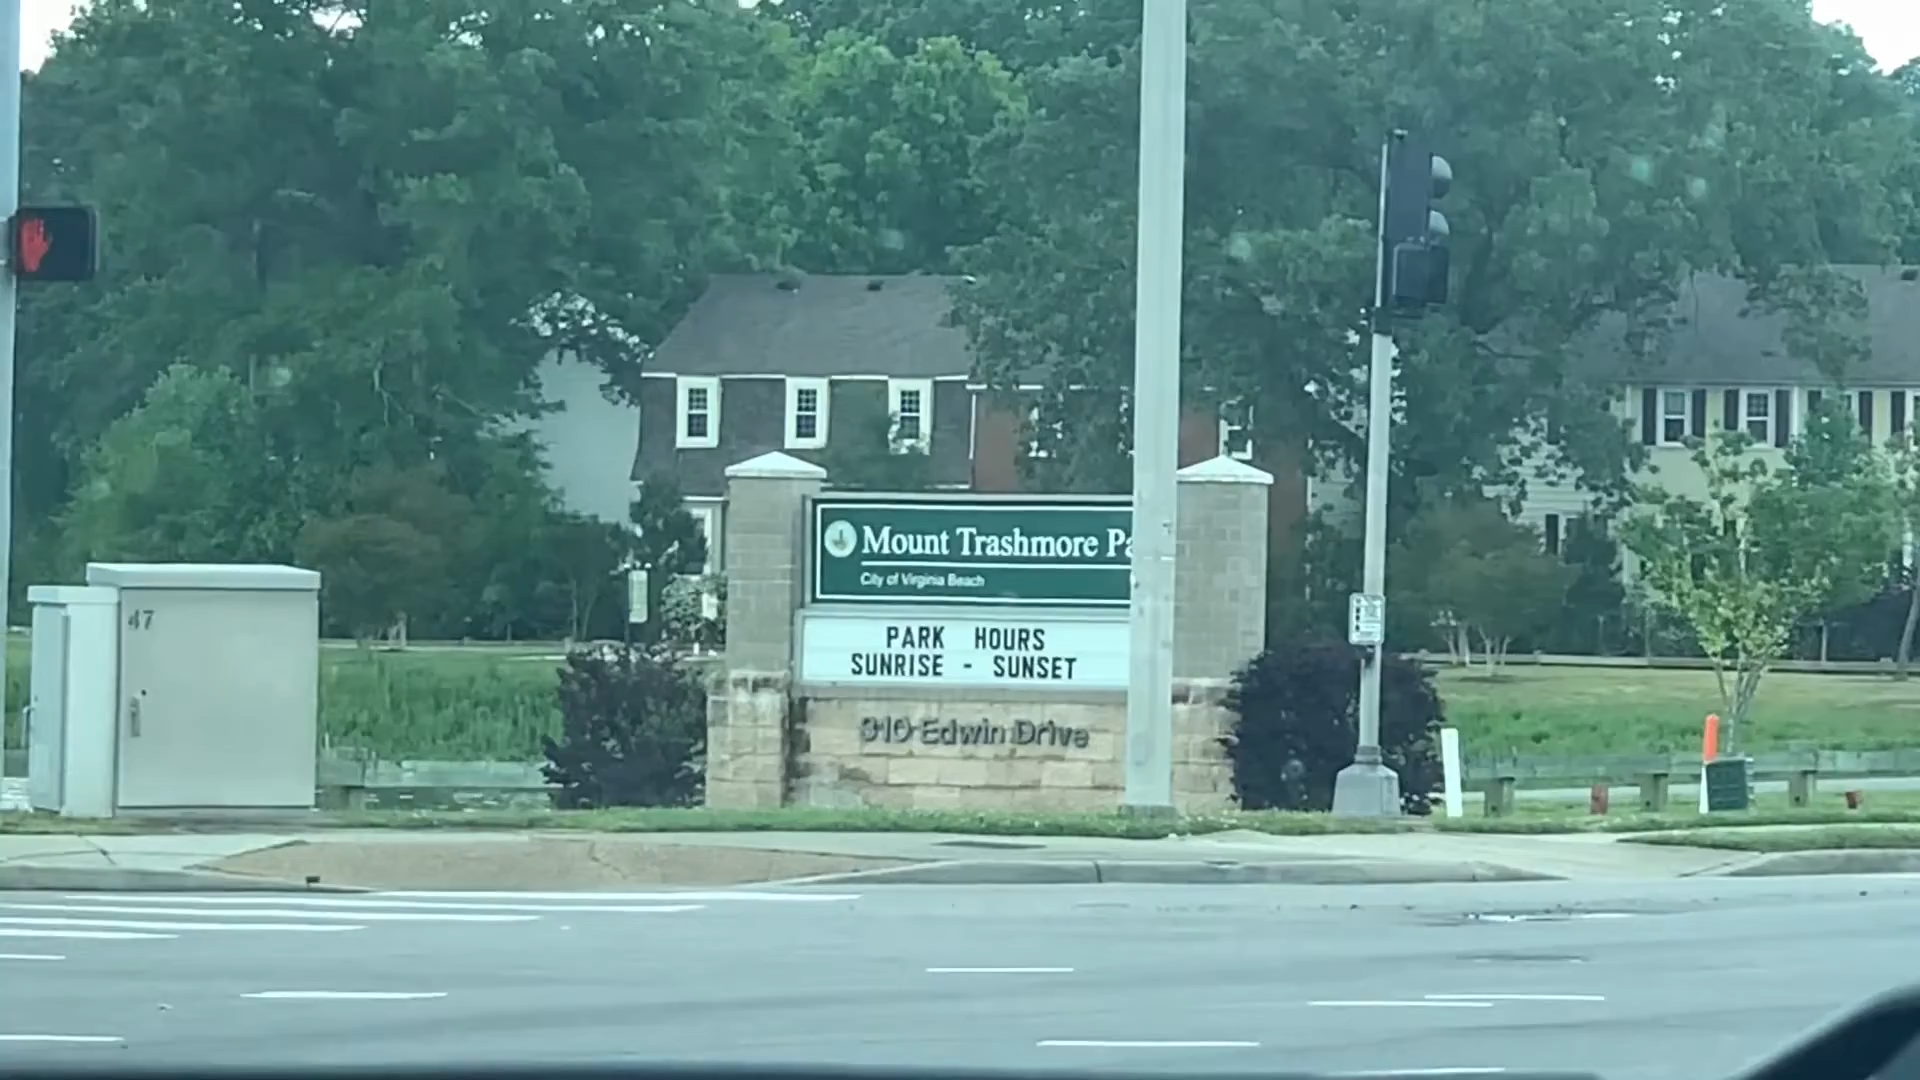 47
Mount Trashmore Pa
City of Virginia Beach
PARK HOURS
SUNRISE - SUNSET
310 Edwin Drive